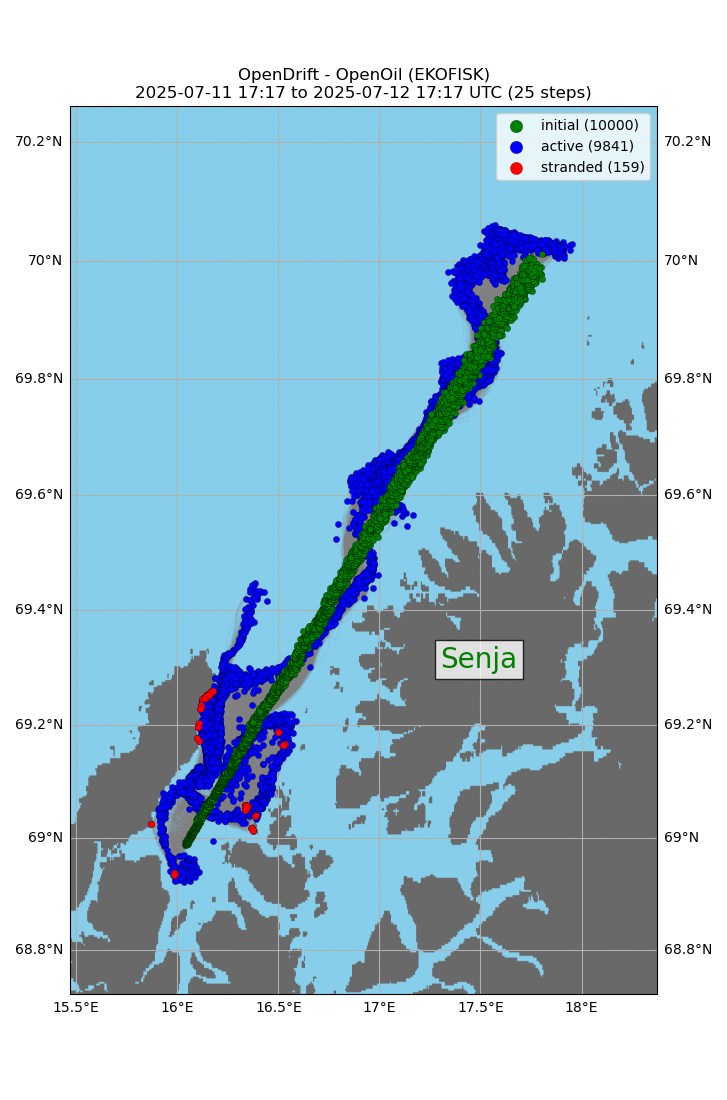 OpenDrift - OpenOil (EKOFISK)
2025-07-11 17:17 to 2025-07-12 17:17 UTC (25 steps)
initial (10000)
active (9841)
stranded (159)
70.2°N 70.2°N
70°N 70°N
69.8°N 69.8°N
69.6°N 69.6°N
69.4°N 69.4°N
Senja
69.2°N 69.2°N
69°N 69°N
68.8°N 68.8°N
15.5°E 16°E 16.5°E 17°E 17.5°E 18°E